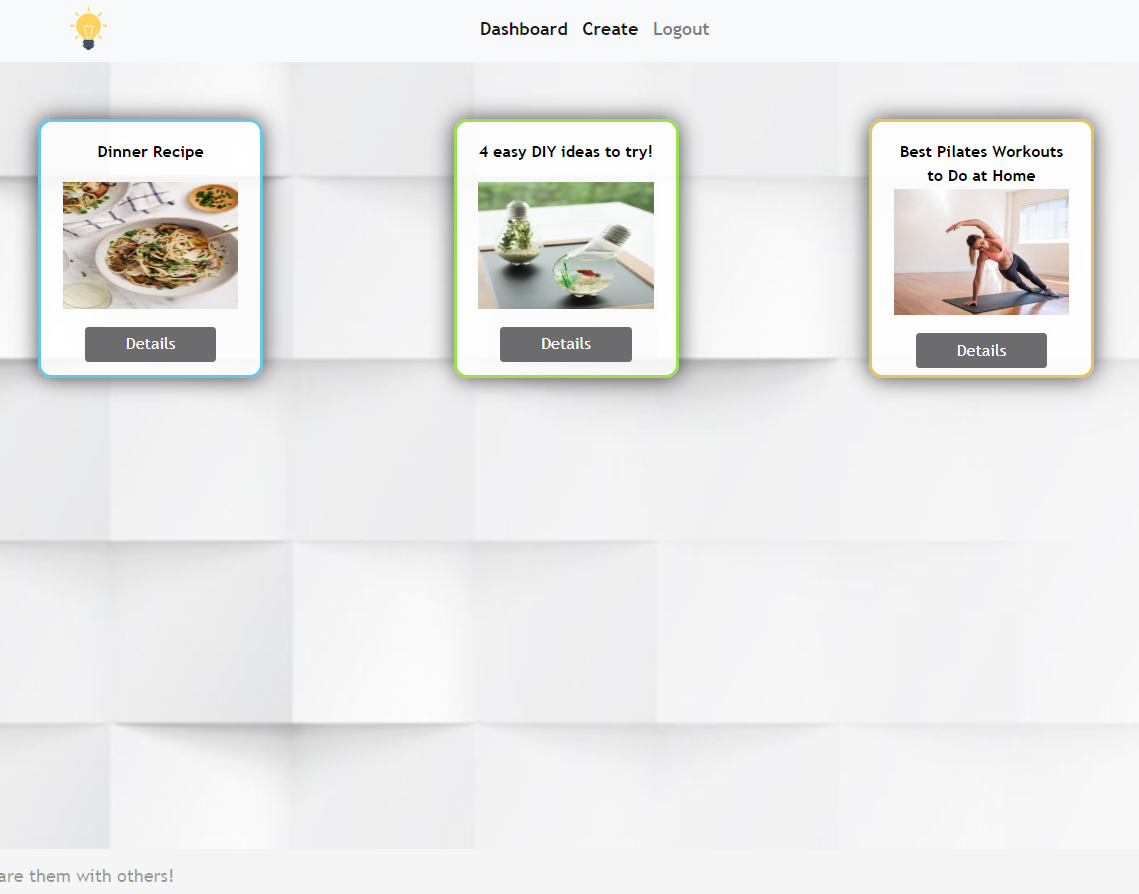 Dashboard Create Logout
Dinner Recipe
Details
4 easy DIY ideas to try!
Details
Best Pilates Workouts
to Do at Home
Details
are them with others!